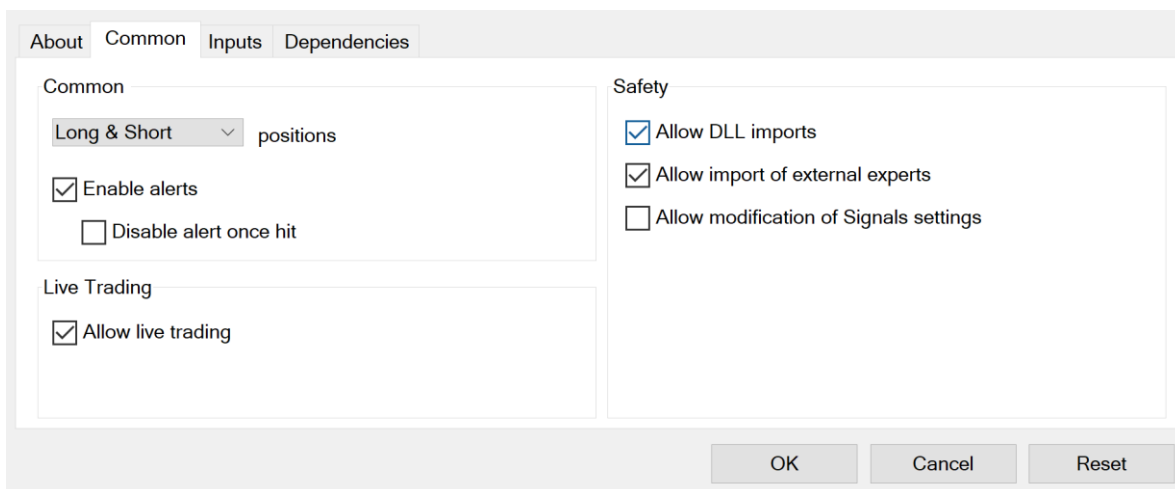 About Common Inputs Dependencies
Common
Long & Short positions
Enable alerts
Disable alert once hit
Live Trading
Allow live trading
Safety
Allow DLL imports
Allow import of external experts
Allow modification of Signals settings
OK Cancel Reset